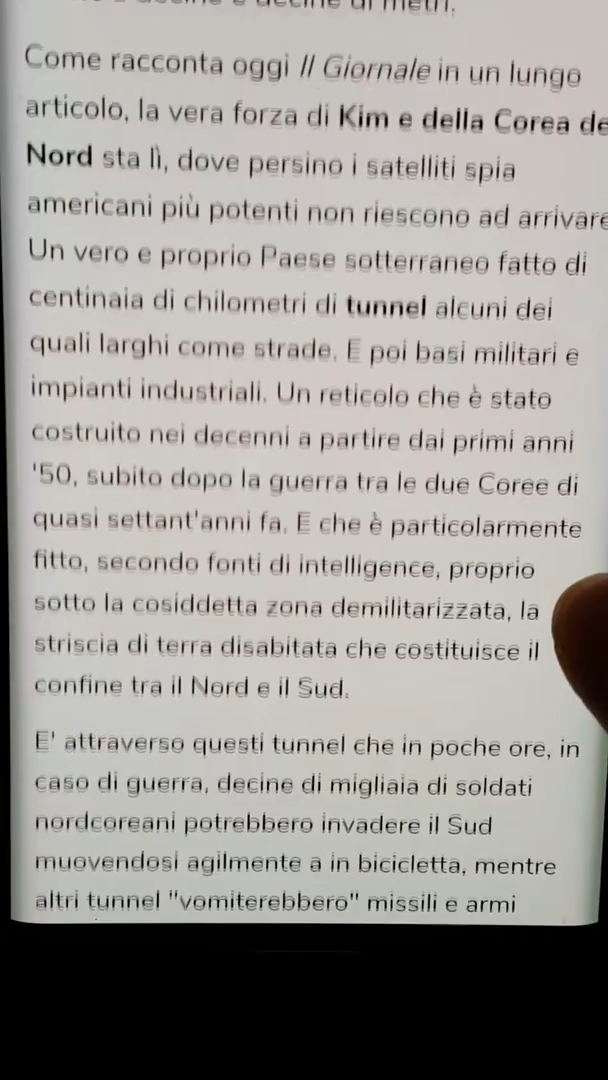 decine di metri.
Come racconta oggi Il Giornale in un lungo
articolo, la vera forza di Kim e della Corea de
Nord sta lì, dove persino i satelliti spia
americani più potenti non riescono ad arrivare
Un vero e proprio Paese sotterraneo fatto di
centinaia di chilometri di tunnel alcuni dei
quali larghi come strade. E poi basi militari e
impianti industriali. Un reticolo che è stato
costruito nei decenni a partire dai primi anni
'50, subito dopo la guerra tra le due Coree di
quasi settant'anni fa. E che è particolarmente
fitto, secondo fonti di intelligence, proprio
sotto la cosiddetta zona demilitarizzata, la
striscia di terra disabitata che costituisce il
confine tra il Nord e il Sud.
E' attraverso questi tunnel che in poche ore, in
caso di guerra, decine di migliaia di soldati
nordcoreani potrebbero invadere il Sud
muovendosi agilmente a in bicicletta, mentre
altri tunnel "vomiterebbero" missili e armi